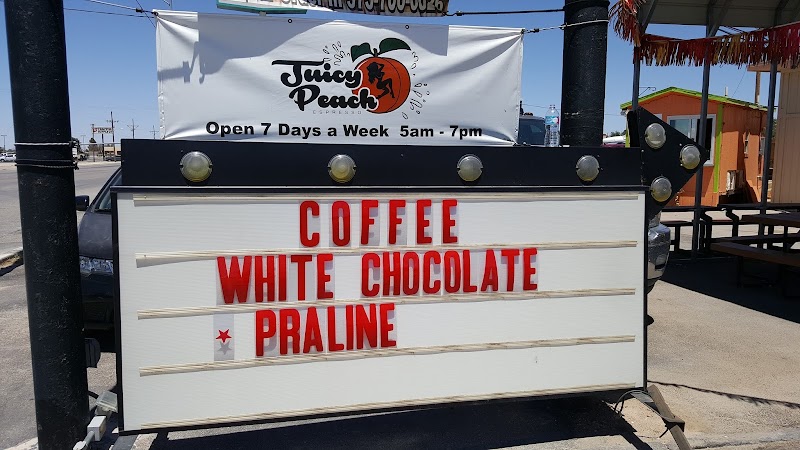 Juicy
Peach
ESPRESSO
Open 7 Days a Week 5am - 7pm
COFFEE
WHITE CHOCOLATE
PRALINE